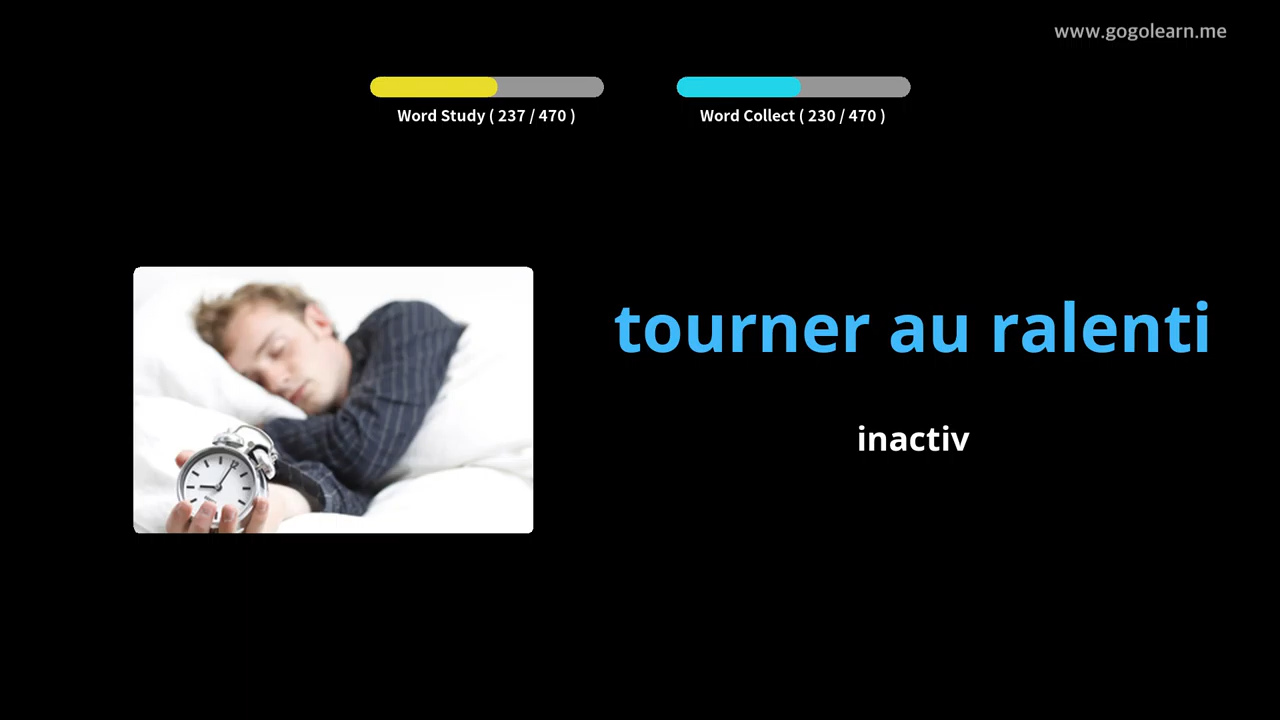 www.gogolearn.me
Word Study ( 237 / 470 )
Word Collect ( 230 / 470 )
tourner au ralenti
inactiv